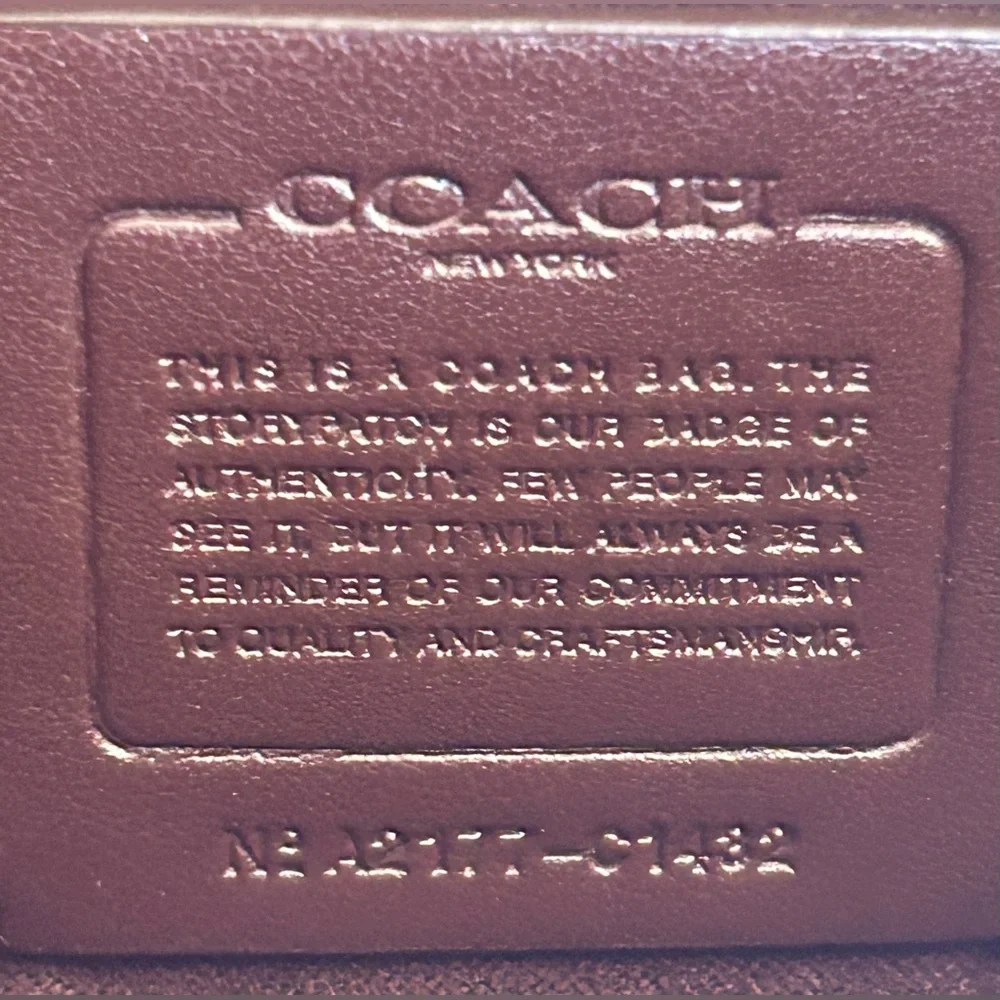 COACH
NEW YORK
THIS IS A COACH BAG. THE
STORYPATCH IS OUR BADGE OF
AUTHENTICITY. FEW PEOPLE MAY
SEE IT, BUT IT WILL ALWAYS BE A
REMINDER OF OUR COMMITMENT
TO QUALITY AND CRAFTSMANSHIP.
Nº A2177-C1432